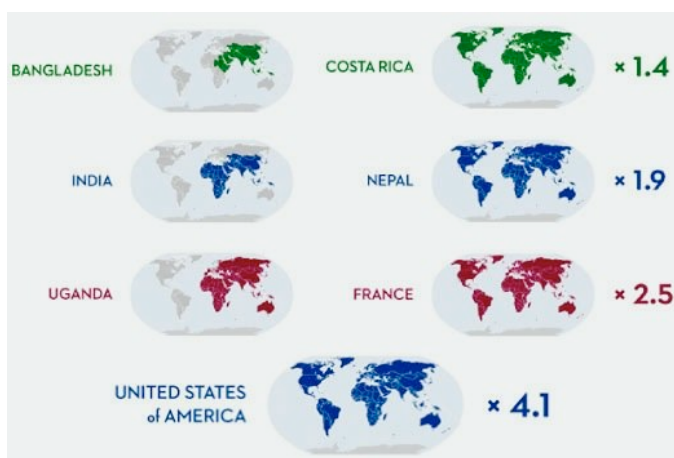 BANGLADESH
COSTA RICA × 1.4
INDIA
NEPAL × 1.9
UGANDA
FRANCE × 2.5
UNITED STATES
of AMERICA × 4.1